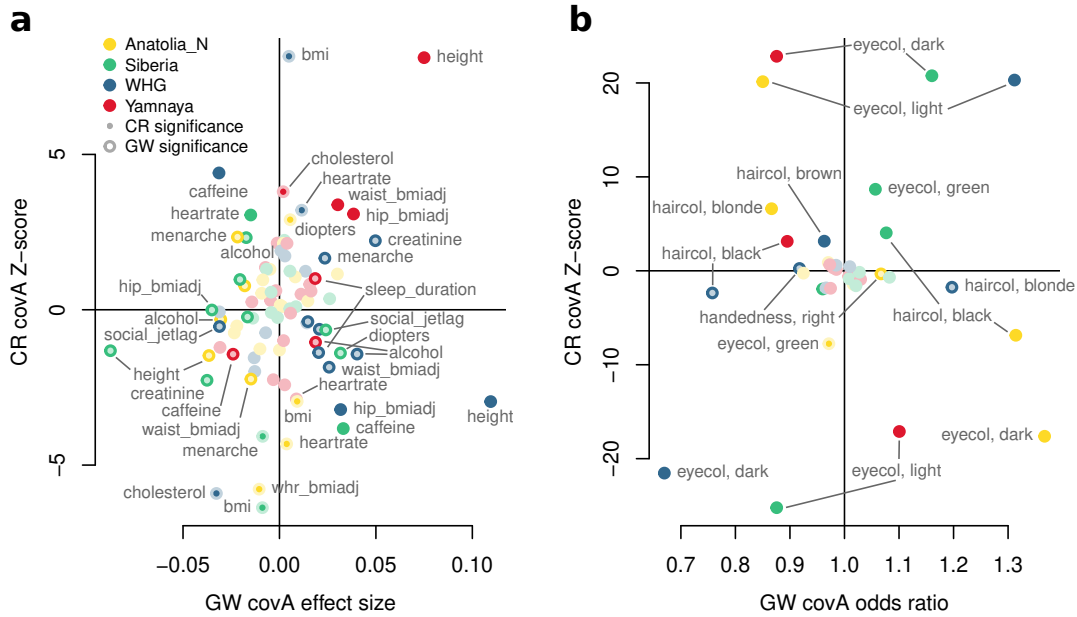 a
Anatolia_N
Siberia
WHG
Yamnaya
CR significance
GW significance
bmi
height
cholesterol
heartrate
waist_bmiadj
hip_bmiadj
caffeine
heartrate
diopters
menarche
creatinine
alcohol
menarche
hip_bmiadj
sleep_duration
alcohol
social_jetlag
social_jetlag
diopters
alcohol
height
waist_bmiadj
creatinine
heartrate
caffeine
bmi
hip_bmiadj
height
waist_bmiadj
caffeine
menarche
heartrate
cholesterol
whr_bmiadj
bmi
5
0
−5
CR covA Z−score
−0.05
0.00
0.05
0.10
GW covA effect size
b
eyecol, dark
eyecol, light
haircol, brown
eyecol, green
haircol, blonde
haircol, black
haircol, black
haircol, blonde
handedness, right
haircol, black
eyecol, green
eyecol, dark
eyecol, dark
eyecol, light
20
10
0
−10
−20
CR covA Z−score
0.7
0.8
0.9
1.0
1.1
1.2
1.3
GW covA odds ratio